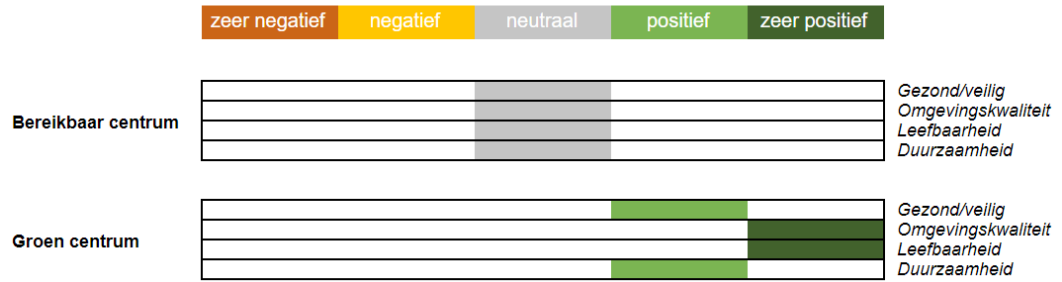 zeer negatief negatief neutraal positief zeer positief
Gezond/veilig
Omgevingskwaliteit
Bereikbaar centrum
Leefbaarheid
Duurzaamheid
Gezond/veilig
Omgevingskwaliteit
Groen centrum
Leefbaarheid
Duurzaamheid